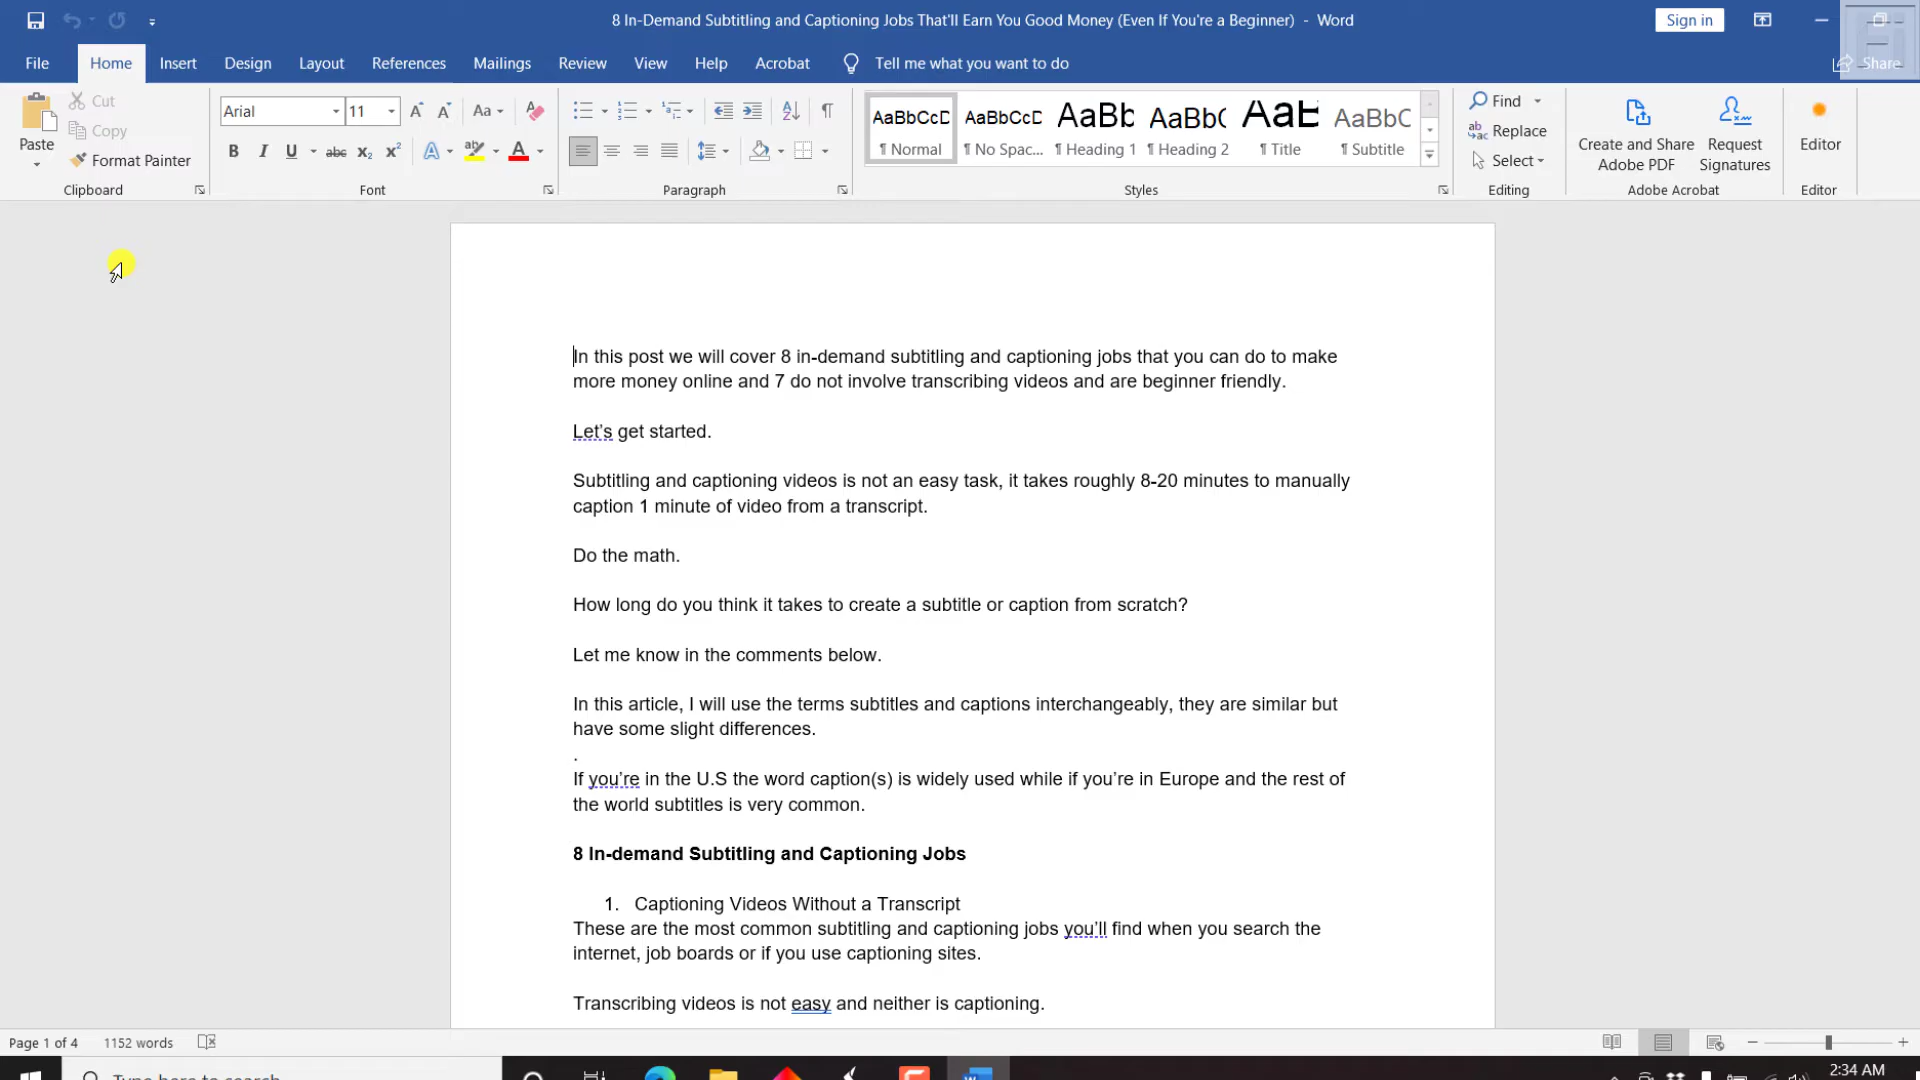 8 In-Demand Subtitling and Captioning Jobs That'll Earn You Good Money (Even If You're a Beginner) - Word
Sign in
File Home Insert Design Layout References Mailings Review View Help Acrobat Tell me what you want to do Share
Paste
Cut
Copy
Format Painter
Clipboard
Arial 11
Font
Paragraph
AaBbCcD AaBbCcD AaBb AaBb( AaB AaBbC
¶ Normal ¶ No Spac... ¶ Heading 1 ¶ Heading 2 ¶ Title ¶ Subtitle
Styles
Find
Replace
Select
Editing
Create and Share
Adobe PDF
Request
Signatures
Adobe Acrobat
Editor
Editor
In this post we will cover 8 in-demand subtitling and captioning jobs that you can do to make
more money online and 7 do not involve transcribing videos and are beginner friendly.
Let’s get started.
Subtitling and captioning videos is not an easy task, it takes roughly 8-20 minutes to manually
caption 1 minute of video from a transcript.
Do the math.
How long do you think it takes to create a subtitle or caption from scratch?
Let me know in the comments below.
In this article, I will use the terms subtitles and captions interchangeably, they are similar but
have some slight differences.
.
If you’re in the U.S the word caption(s) is widely used while if you’re in Europe and the rest of
the world subtitles is very common.
8 In-demand Subtitling and Captioning Jobs
1. Captioning Videos Without a Transcript
These are the most common subtitling and captioning jobs you’ll find when you search the
internet, job boards or if you use captioning sites.
Transcribing videos is not easy and neither is captioning.
Page 1 of 4 1152 words
Type here to search
2:34 AM